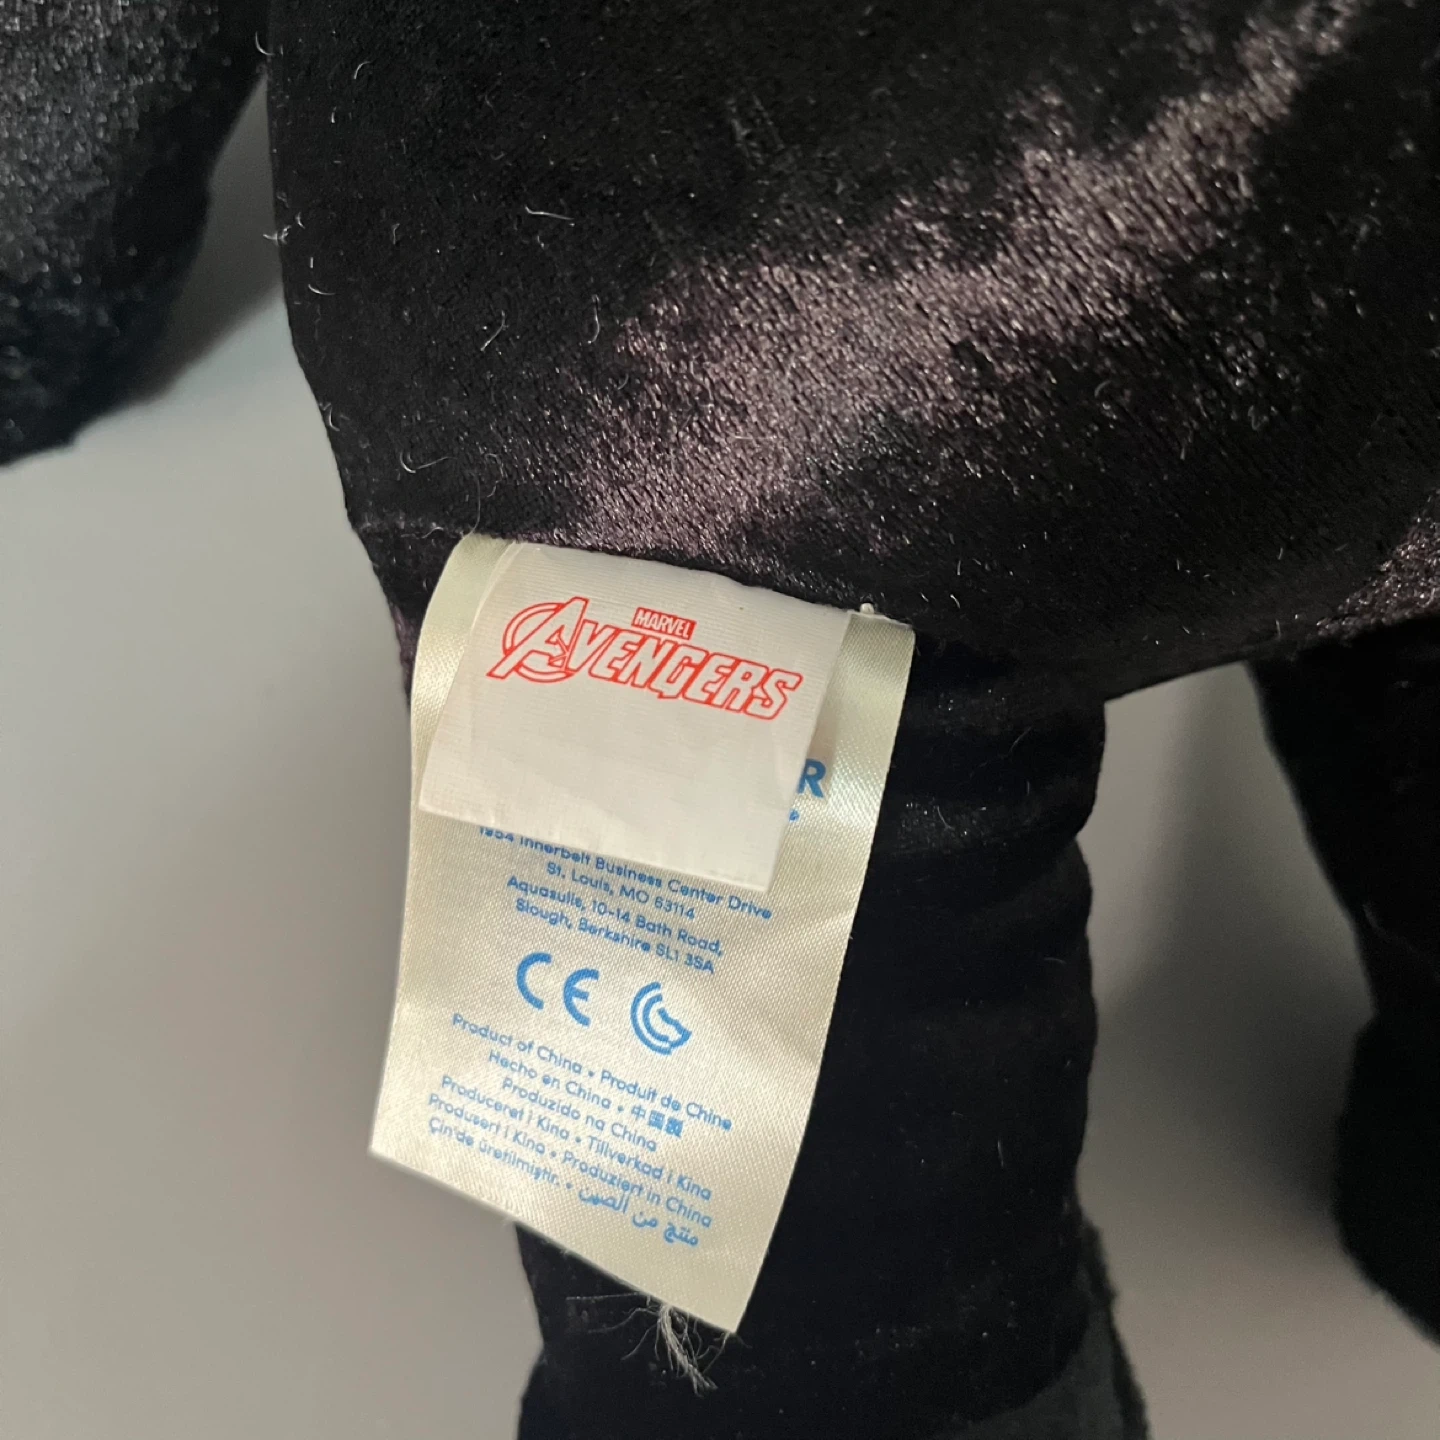 MARVEL
AVENGERS
R
®
1954 Innerbelt Business Center Drive
St. Louis, MO 63114
Aquasulis, 10-14 Bath Road,
Slough, Berkshire SL1 3SA
CE
Product of China • Produit de Chine
Hecho en China • 中国製
Produzido na China
Produceret i Kina • Tillverkad i Kina
Produsert i Kina • Produziert in China
Çin'de üretilmiştir. • منتج من الصين